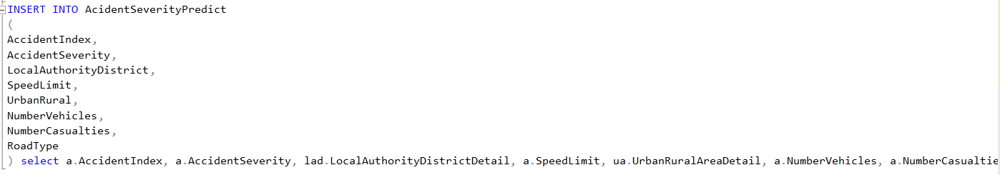 INSERT INTO AcidentSeverityPredict
(
AccidentIndex,
AccidentSeverity,
LocalAuthorityDistrict,
SpeedLimit,
UrbanRural,
NumberVehicles,
NumberCasualties,
RoadType
) select a.AccidentIndex, a.AccidentSeverity, lad.LocalAuthorityDistrictDetail, a.SpeedLimit, ua.UrbanRuralAreaDetail, a.NumberVehicles, a.NumberCasualtie